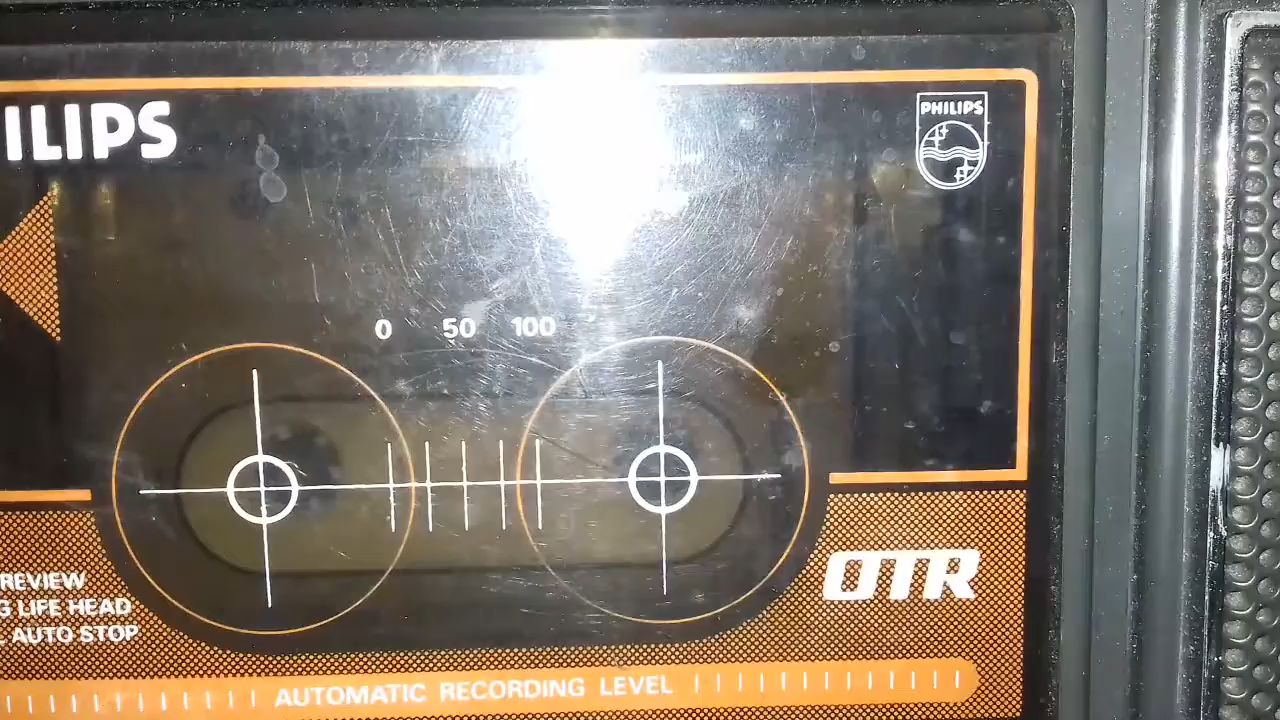 ILIPS
PHILIPS
0 50 100
OTR
REVIEW
G LIFE HEAD
L AUTO STOP
AUTOMATIC RECORDING LEVEL